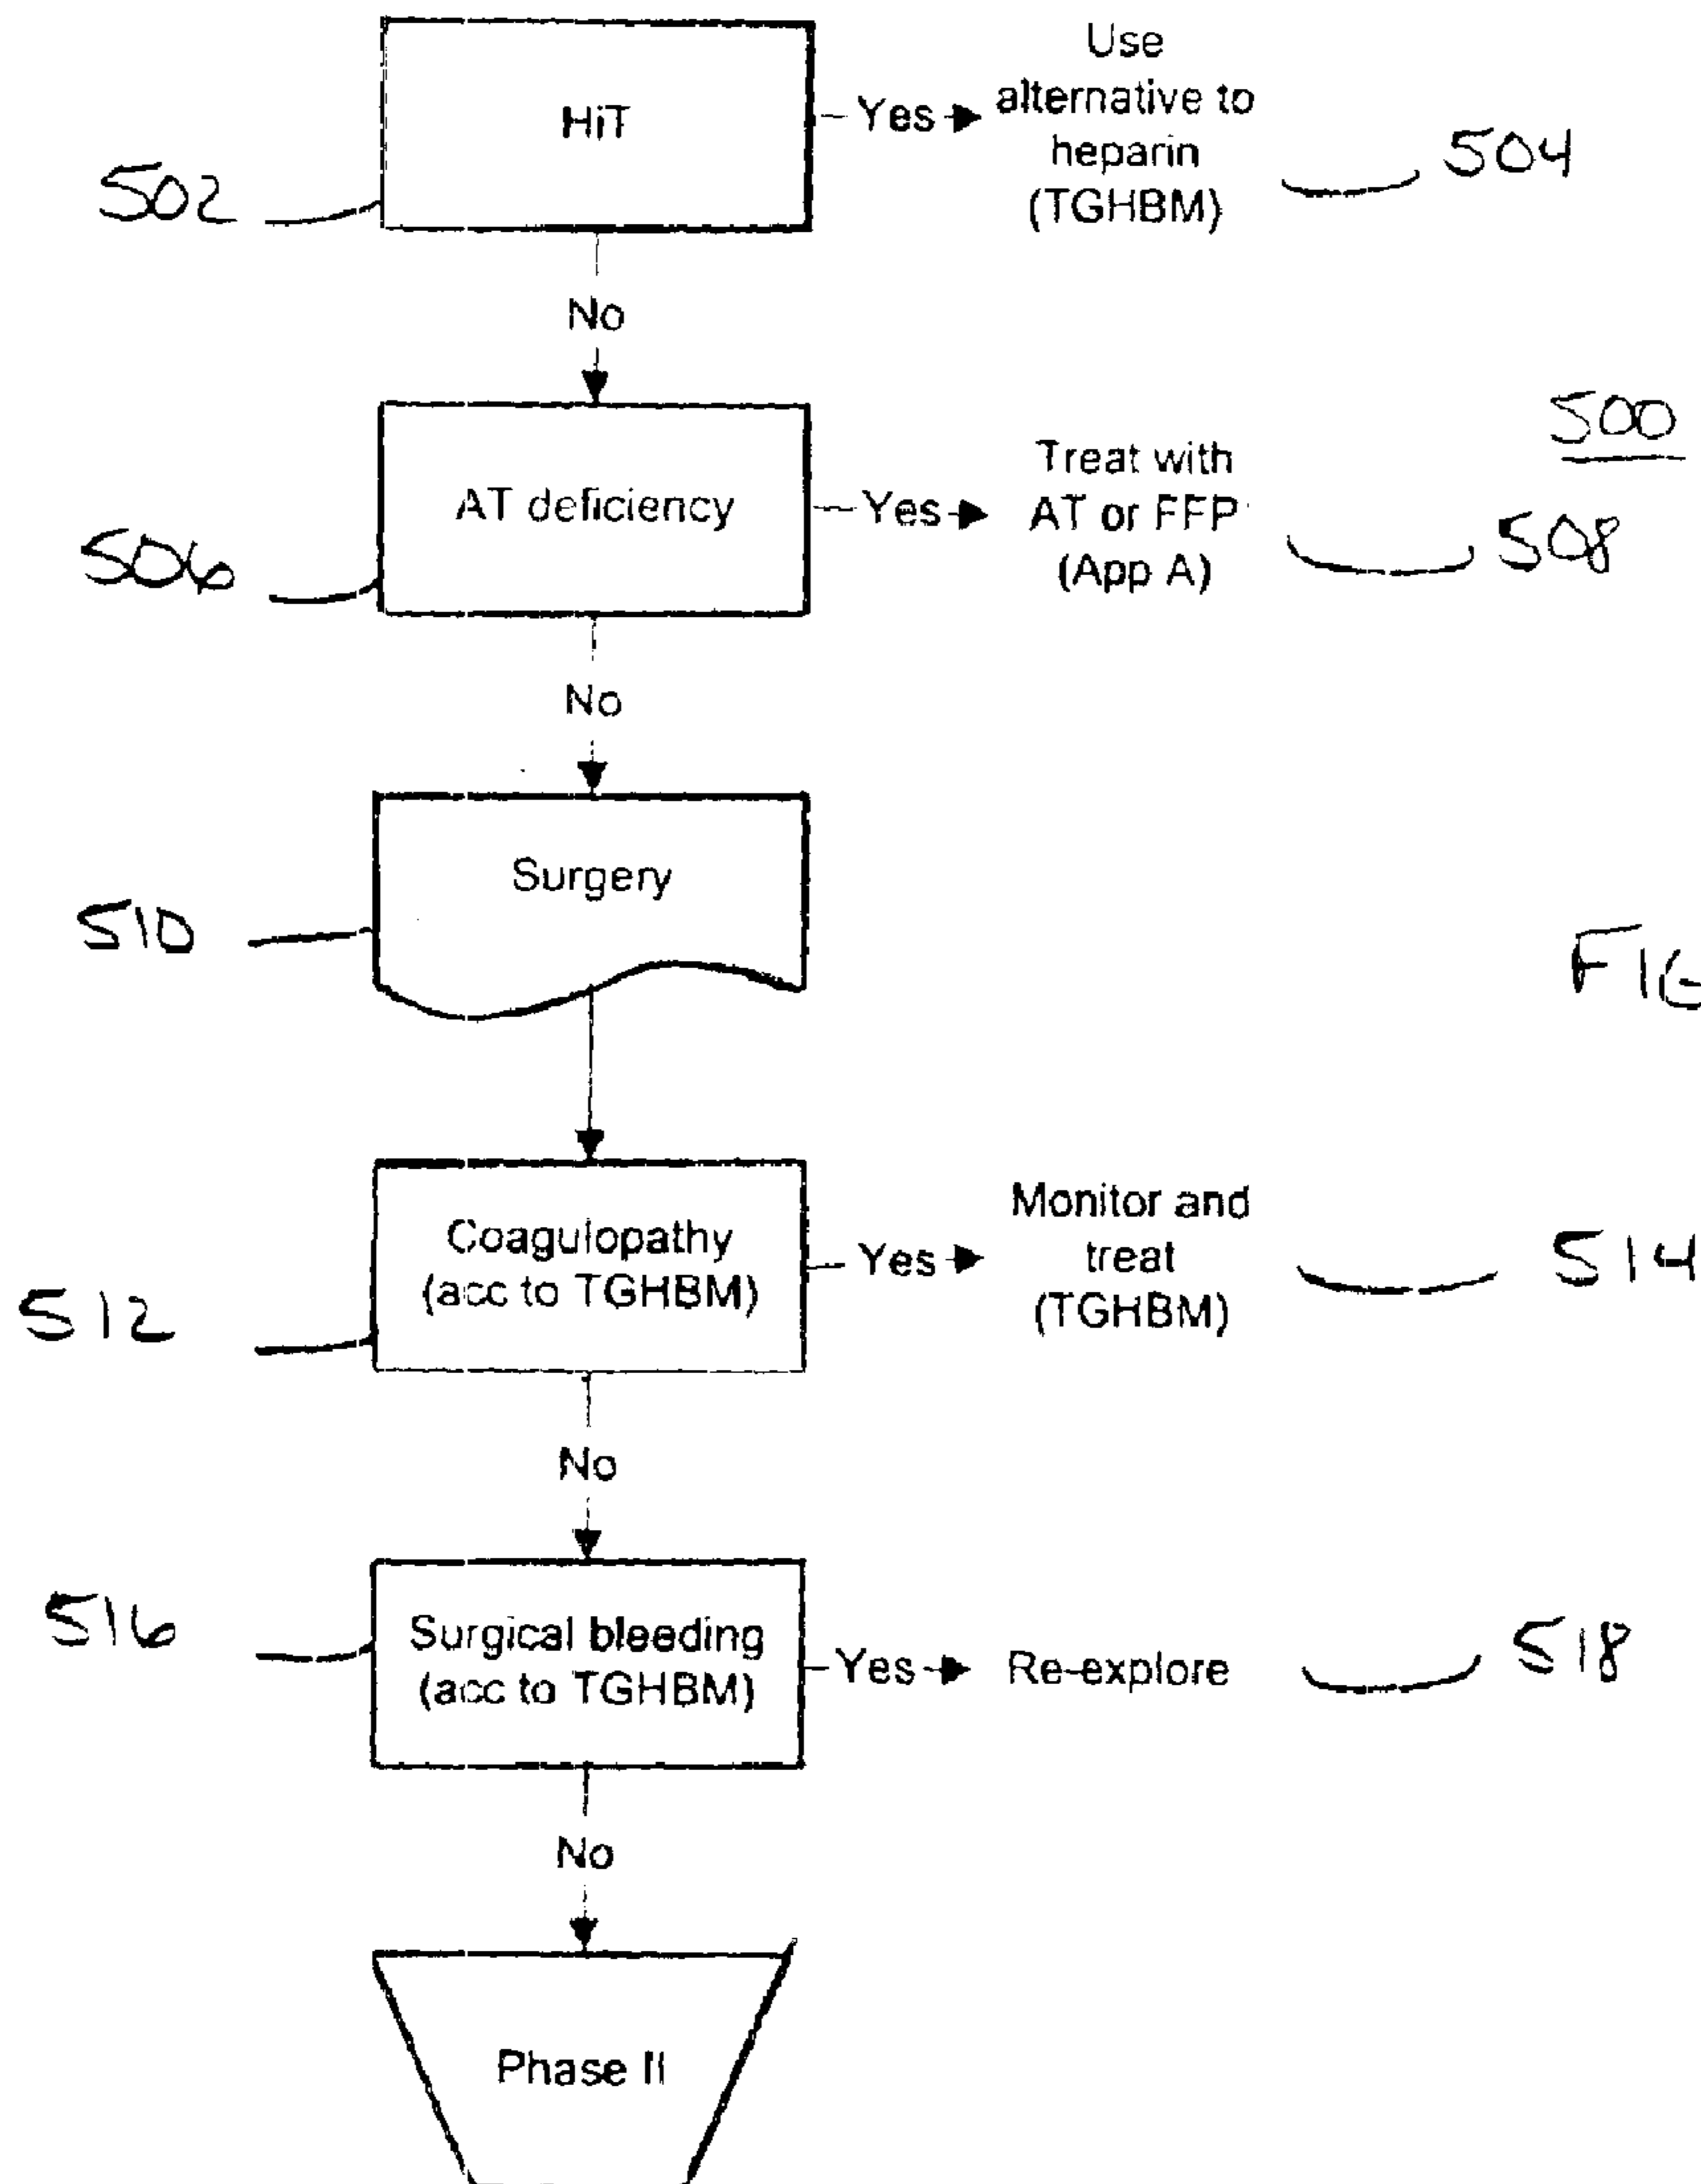 HiT
Yes
Use
alternative to
heparin
(TGHBM)
504
502
No
AT deficiency
Yes
Treat with
AT or FFP
(App A)
500
508
506
No
Surgery
510
FIG
Coagulopathy
(acc to TGHBM)
Yes
Monitor and
treat
(TGHBM)
514
512
No
Surgical bleeding
(acc to TGHBM)
Yes
Re-explore
518
516
No
Phase II